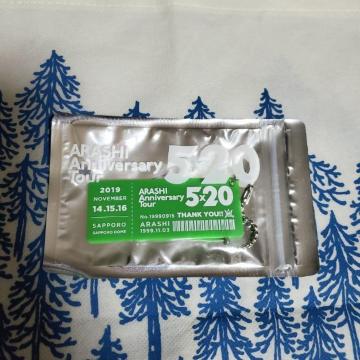 ARASHI
Anniversary
Tour
5×20
2019
NOVEMBER
14.15.16
SAPPORO
SAPPORO DOME
ARASHI
Anniversary
Tour
5×20
No.19990915 THANK YOU!!
ARASHI
1999.11.03